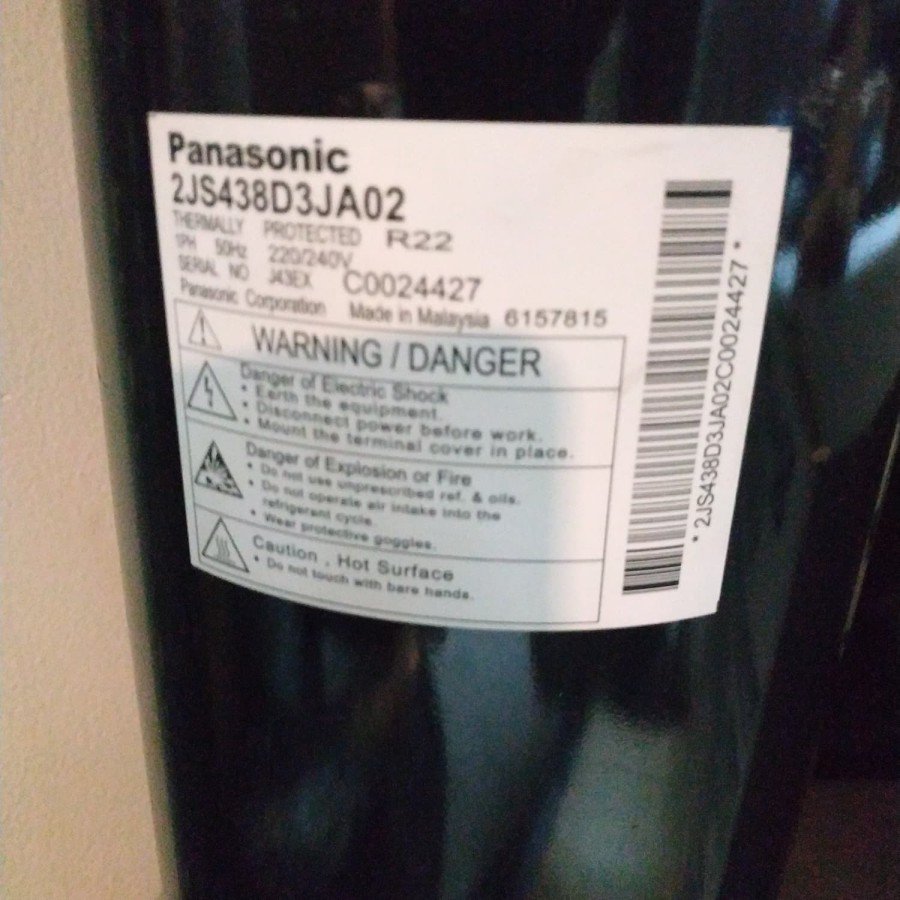 Panasonic
2JS438D3JA02
THERMALLY PROTECTED R22
1PH 50Hz 220/240V
SERIAL NO J43EX C0024427
Panasonic Corporation Made in Malaysia 6157815
WARNING / DANGER
Danger of Electric Shock
• Earth the equipment.
• Disconnect power before work.
• Mount the terminal cover in place.
Danger of Explosion or Fire
• Do not use unprescribed ref. & oils.
• Do not operate air intake into the
refrigerant cycle.
• Wear protective goggles.
Caution , Hot Surface
• Do not touch with bare hands.
*2JS438D3JA02C0024427*